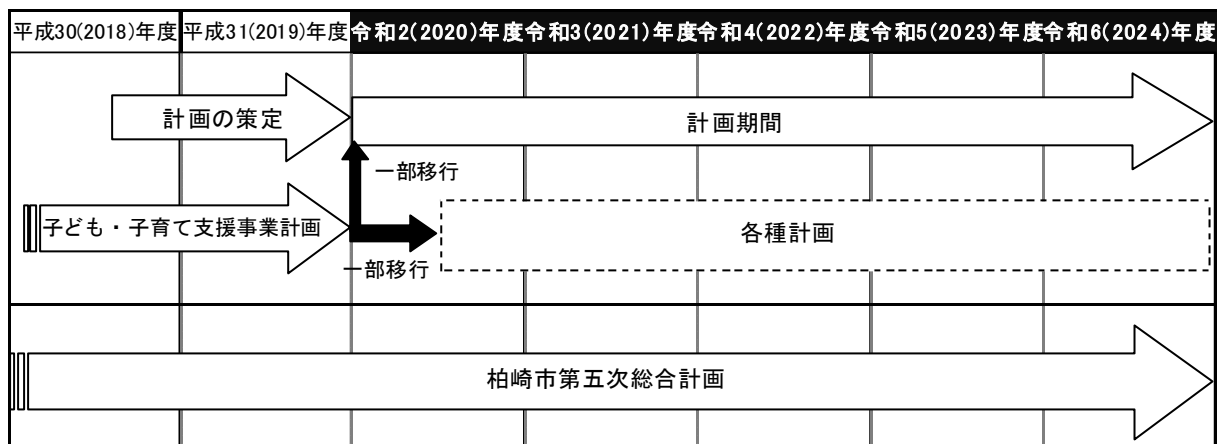 平成30(2018)年度 平成31(2019)年度 令和2(2020)年度 令和3(2021)年度 令和4(2022)年度 令和5(2023)年度 令和6(2024)年度
計画の策定 計画期間
一部移行
子ども・子育て支援事業計画 各種計画
一部移行
柏崎市第五次総合計画